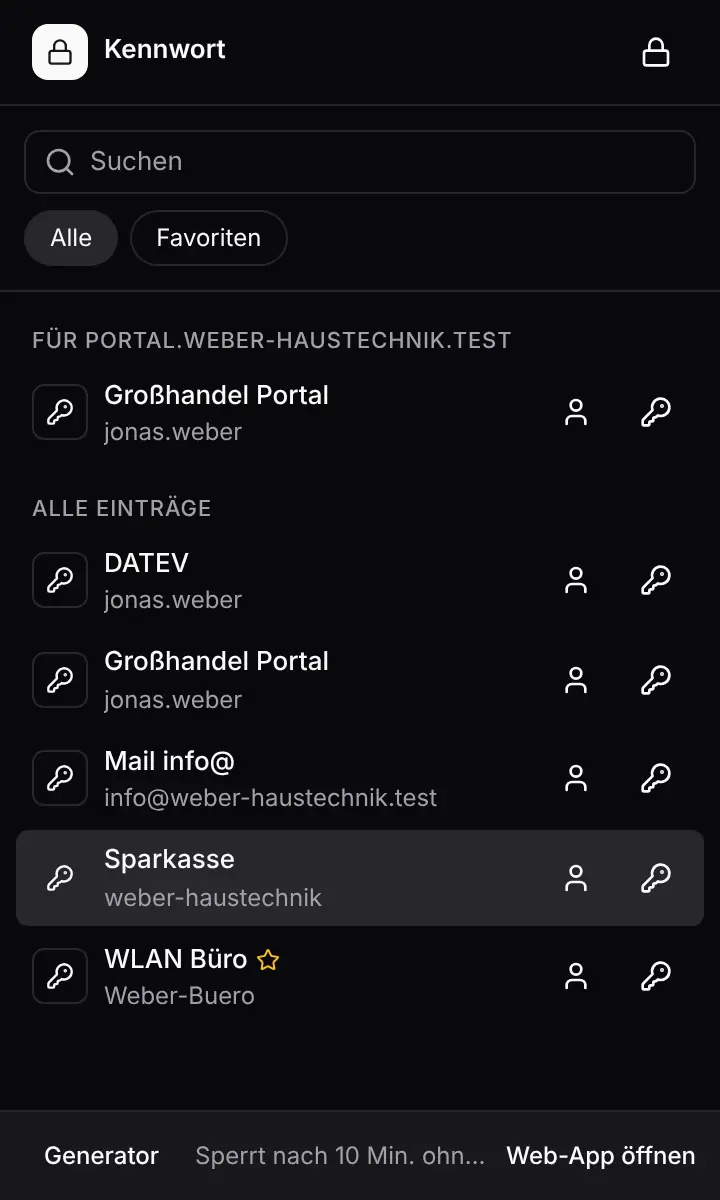 Kennwort
Suchen
Alle
Favoriten
FÜR PORTAL.WEBER-HAUSTECHNIK.TEST
Großhandel Portal
jonas.weber
ALLE EINTRÄGE
DATEV
jonas.weber
Großhandel Portal
jonas.weber
Mail info@
info@weber-haustechnik.test
Sparkasse
weber-haustechnik
WLAN Büro
Weber-Buero
Generator
Sperrt nach 10 Min. ohn...
Web-App öffnen